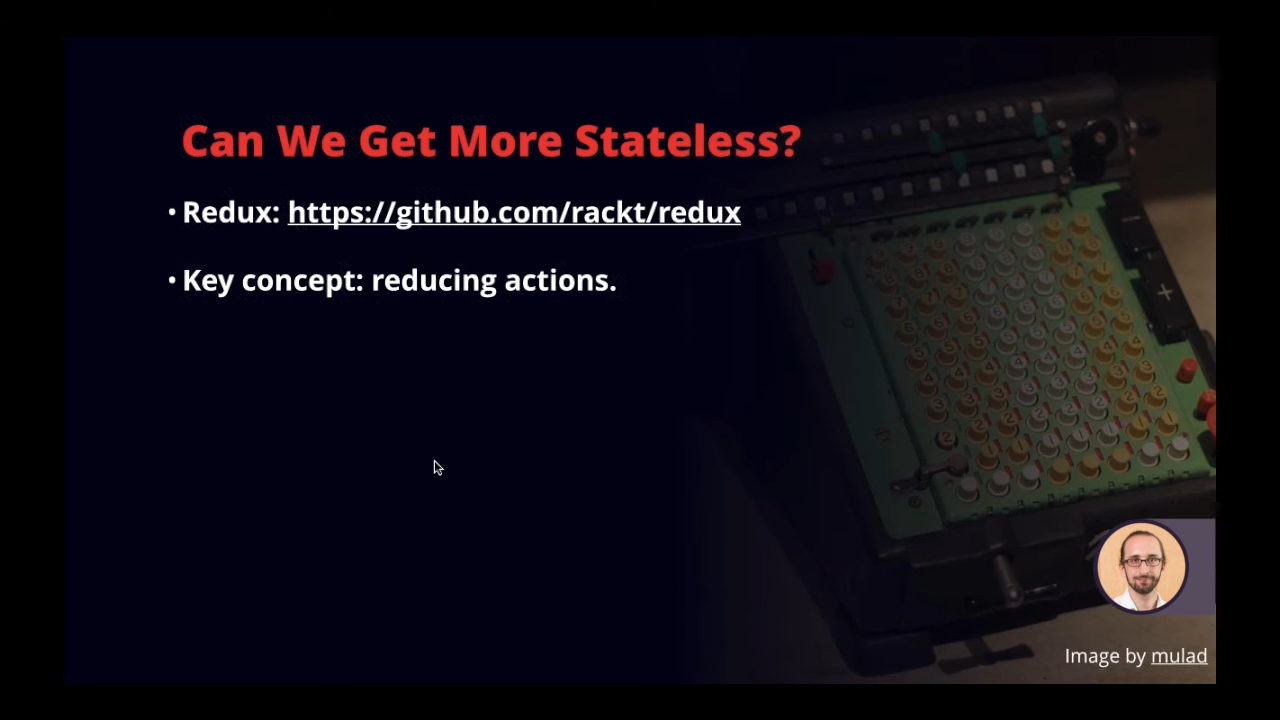 Can We Get More Stateless?
• Redux: https://github.com/rackt/redux
• Key concept: reducing actions.
Image by mulad